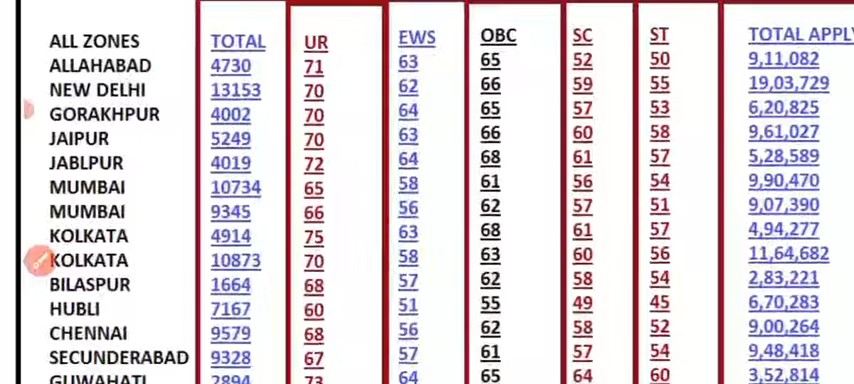 ALL ZONES TOTAL UR EWS OBC SC ST TOTAL APPLY
ALLAHABAD 4730 71 63 65 52 50 9,11,082
NEW DELHI 13153 70 62 66 59 55 19,03,729
GORAKHPUR 4002 70 64 65 57 53 6,20,825
JAIPUR 5249 70 63 66 60 58 9,61,027
JABLPUR 4019 72 64 68 61 57 5,28,589
MUMBAI 10734 65 58 61 56 54 9,90,470
MUMBAI 9345 66 56 62 57 51 9,07,390
KOLKATA 4914 75 63 68 61 57 4,94,277
KOLKATA 10873 70 58 63 60 56 11,64,682
BILASPUR 1664 68 57 62 58 54 2,83,221
HUBLI 7167 60 51 55 49 45 6,70,283
CHENNAI 9579 68 56 62 58 52 9,00,264
SECUNDERABAD 9328 67 57 61 57 54 9,48,418
GUWAHATI 2894 73 64 65 64 60 3,52,814